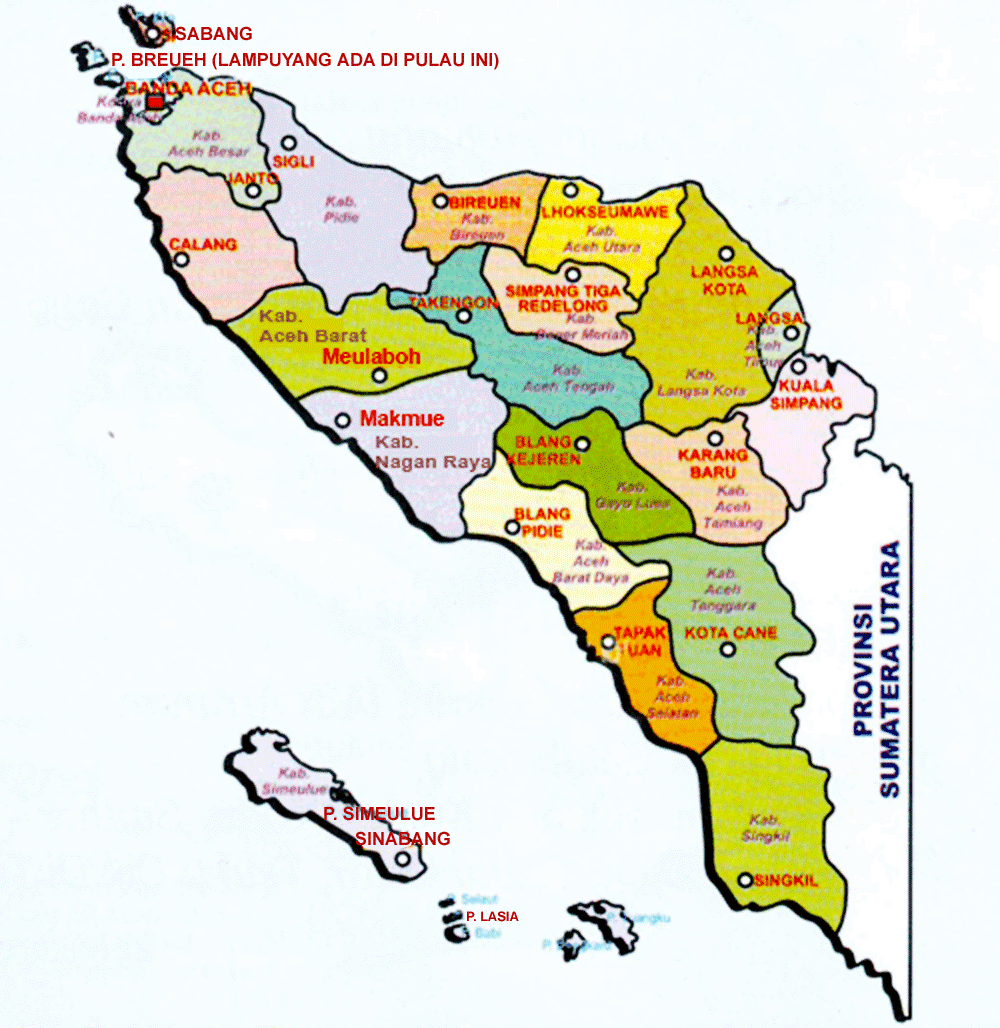 SABANG
P. BREUEH (LAMPUYANG ADA DI PULAU INI)
BANDA ACEH
Banda Aceh
Kab.
Aceh Besar
JANTO
SIGLI
Kab.
Pidie
BIREUEN
Kab.
Bireuen
LHOKSEUMAWE
Kab.
Aceh Utara
CALANG
LANGSA
KOTA
SIMPANG TIGA
REDELONG
Kab
Bener Meriah
TAKENGON
Kab.
Aceh Barat
Meulaboh
LANGSA
Kab.
Aceh
Timur
Kab
Aceh Tengah
Kab.
Langsa Kota
KUALA
SIMPANG
Makmue
Kab.
Nagan Raya
BLANG
KEJEREN
Kab.
Gayo Lues
KARANG
BARU
Kab.
Aceh
Tamiang
BLANG
PIDIE
Kab.
Aceh
Barat Daya
Kab.
Aceh
Tenggara
KOTA CANE
TAPAK
TUAN
Kab.
Aceh
Selatan
PROVINSI
SUMATERA UTARA
Kab.
Simeulue
P. SIMEULUE
SINABANG
Kab.
Singkil
SINGKIL
P. Selaut
P. LASIA
P. Babi